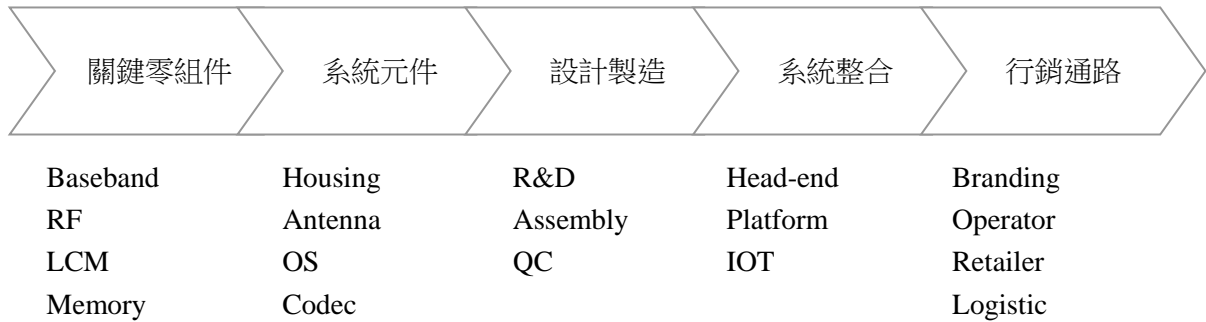 關鍵零組件
系統元件
設計製造
系統整合
行銷通路
Baseband
RF
LCM
Memory
Housing
Antenna
OS
Codec
R&D
Assembly
QC
Head-end
Platform
IOT
Branding
Operator
Retailer
Logistic